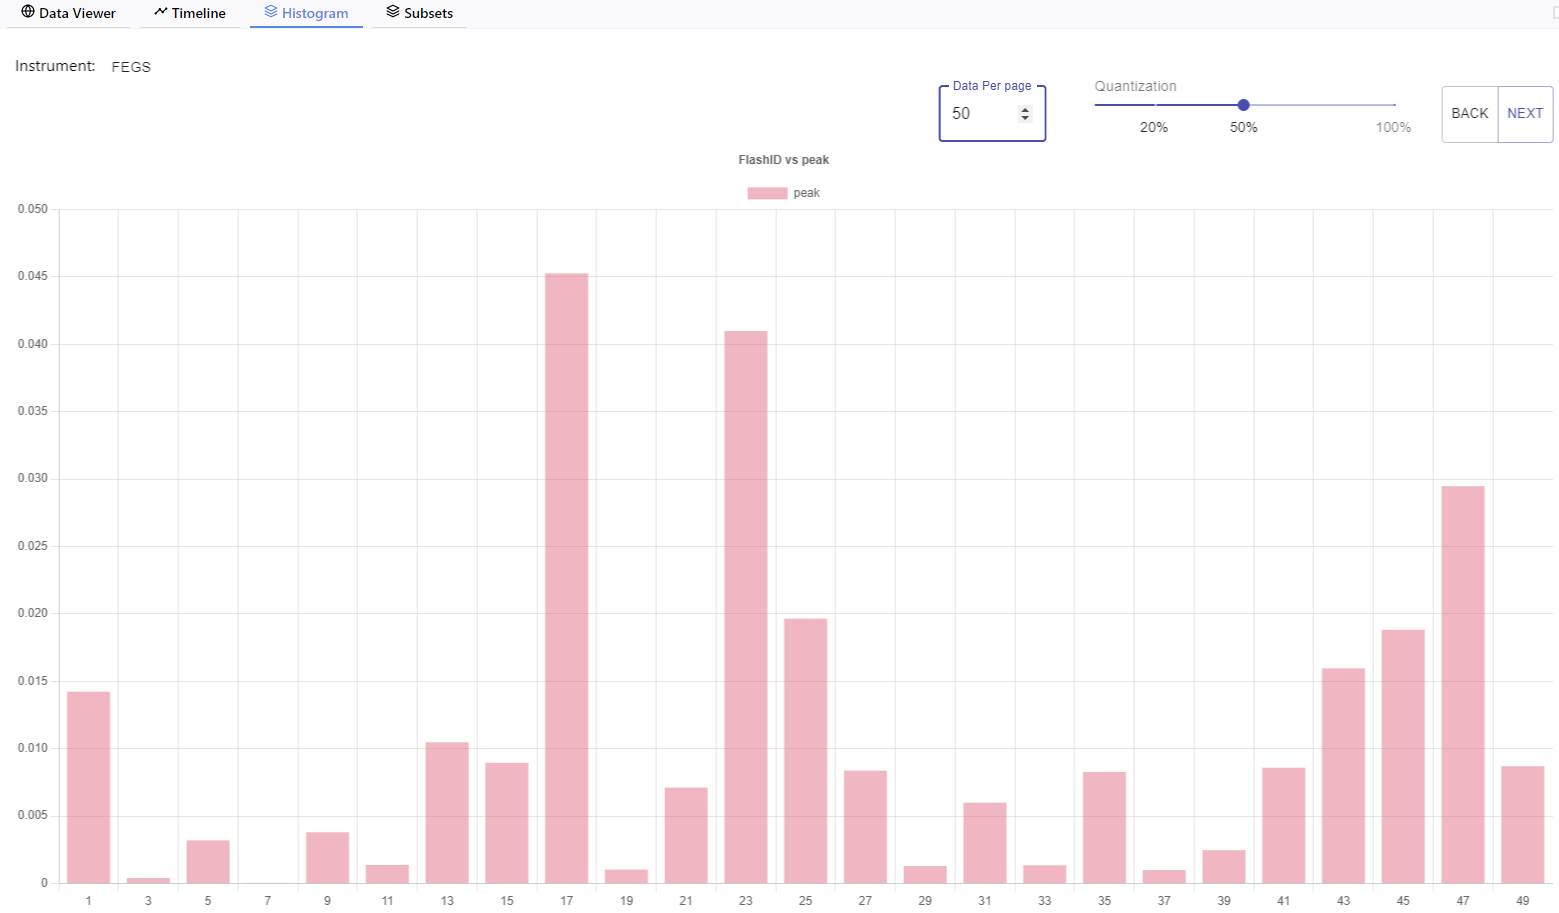 Data Viewer Timeline Histogram Subsets
Instrument: FEGS
Data Per page
50
Quantization
20% 50% 100%
BACK NEXT
FlashID vs peak
peak
0.050
0.045
0.040
0.035
0.030
0.025
0.020
0.015
0.010
0.005
0
1 3 5 7 9 11 13 15 17 19 21 23 25 27 29 31 33 35 37 39 41 43 45 47 49